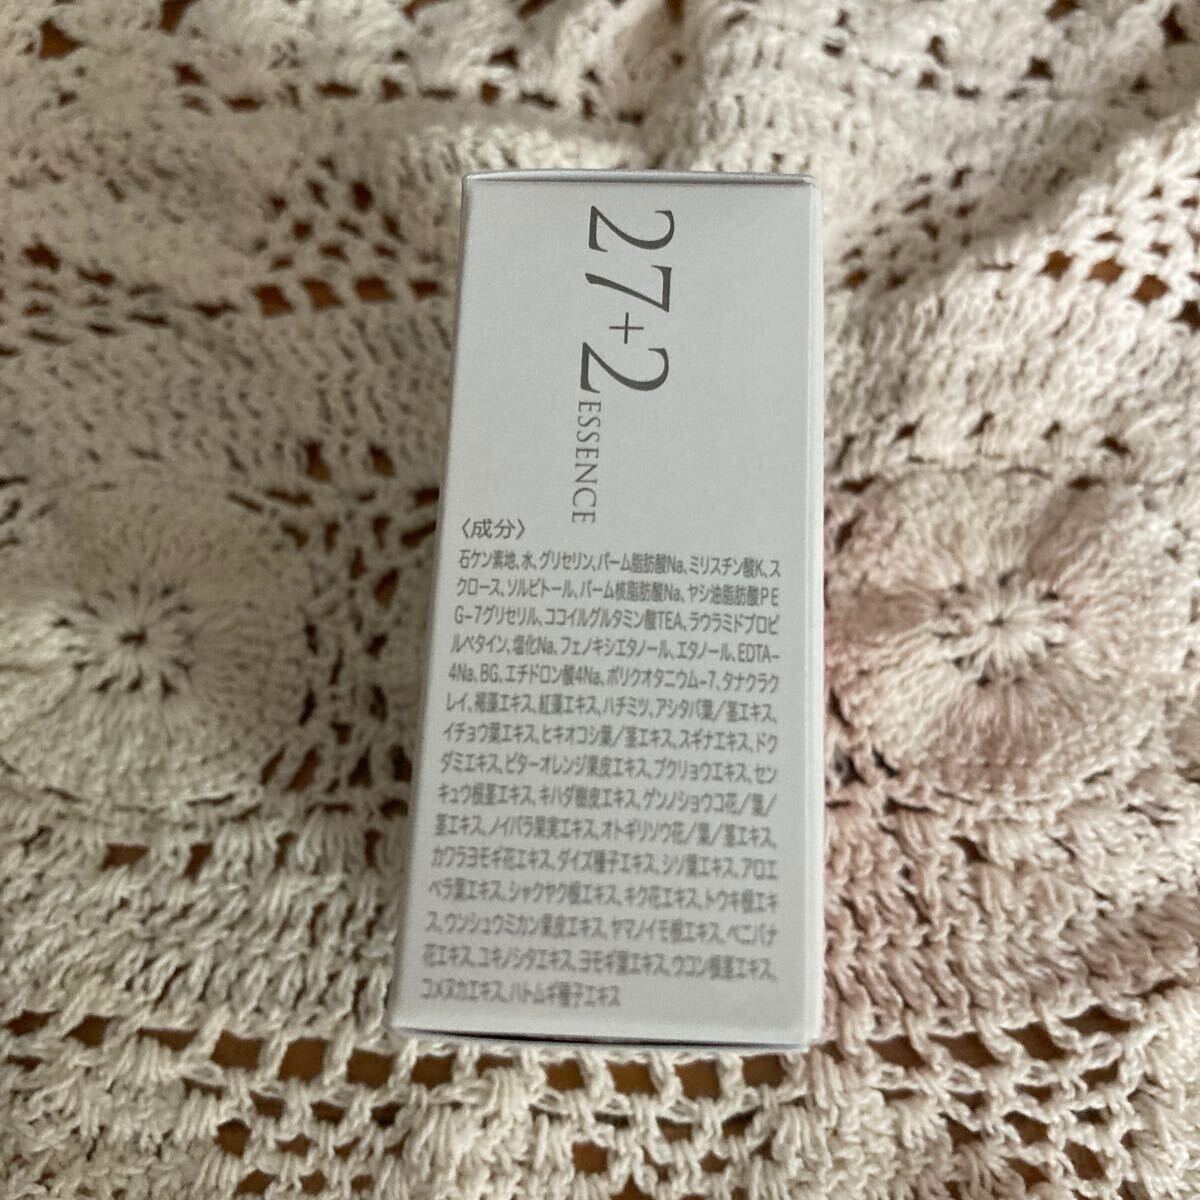 27+2
ESSENCE
〈成分〉
石ケン素地、水、グリセリン、パーム脂肪酸Na、ミリスチン酸K、ス
クロース、ソルビトール、パーム核脂肪酸Na、ヤシ油脂肪酸PE
G-7グリセリル、ココイルグルタミン酸TEA、ラウラミドプロピ
ルベタイン、塩化Na、フェノキシエタノール、エタノール、EDTA-
4Na、BG、エチドロン酸4Na、ポリクオタニウム-7、タナクラク
レイ、褐藻エキス、紅藻エキス、ハチミツ、アシタバ葉/茎エキス、
イチョウ葉エキス、ヒキオコシ葉/茎エキス、スギナエキス、ドク
ダミエキス、ビターオレンジ果皮エキス、ブクリョウエキス、セン
キュウ根茎エキス、キハダ樹皮エキス、ゲンノショウコ花/葉/
茎エキス、ノイバラ果実エキス、オトギリソウ花/葉/茎エキス、
カワラヨモギ花エキス、ダイズ種子エキス、シソ葉エキス、アロエ
ベラ葉エキス、シャクヤク根エキス、キク花エキス、トウキ根エキ
ス、ウンシュウミカン果皮エキス、ヤマノイモ根エキス、ベニバナ
花エキス、ユキノシタエキス、ヨモギ葉エキス、ウコン根茎エキス、
コメヌカエキス、ハトムギ種子エキス